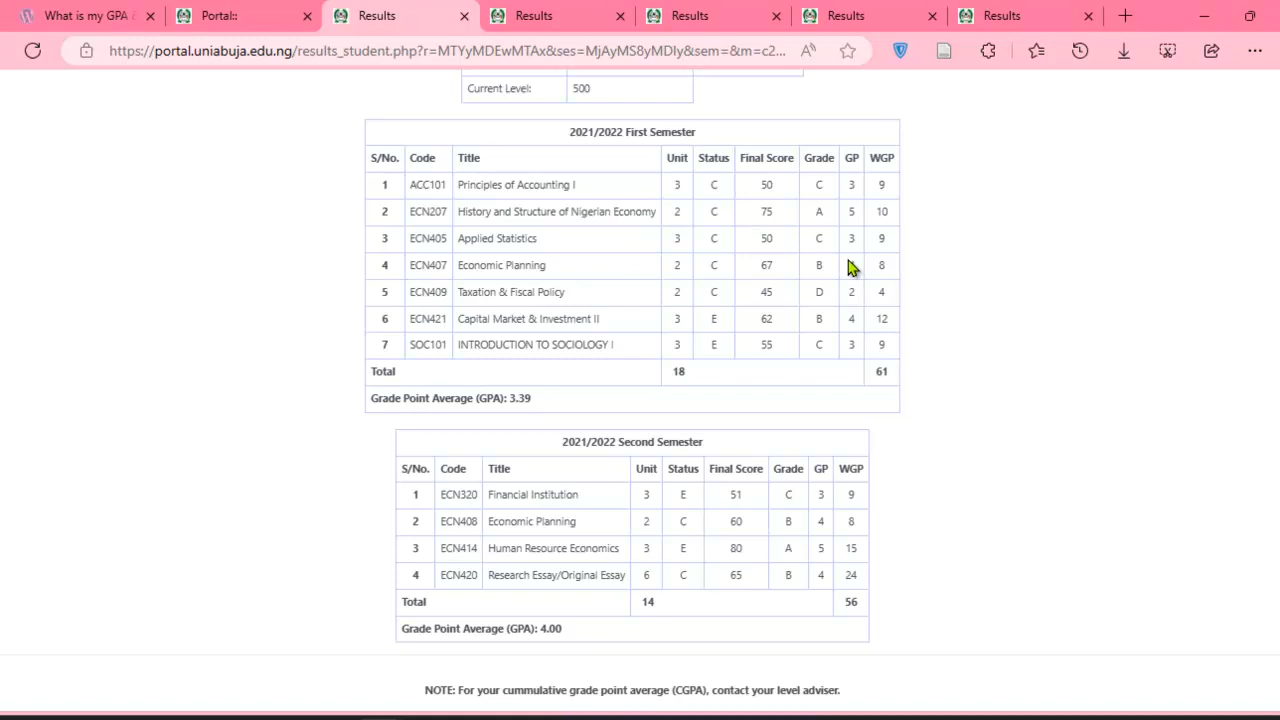 What is my GPA &
Portal::
Results
Results
Results
Results
Results
https://portal.uniabuja.edu.ng/results_student.php?r=MTYyMDEwMTAx&ses=MjAyMS8yMDIy&sem=&m=c2...
Current Level: 500
2021/2022 First Semester
S/No. Code Title Unit Status Final Score Grade GP WGP
1 ACC101 Principles of Accounting I 3 C 50 C 3 9
2 ECN207 History and Structure of Nigerian Economy 2 C 75 A 5 10
3 ECN405 Applied Statistics 3 C 50 C 3 9
4 ECN407 Economic Planning 2 C 67 B 8
5 ECN409 Taxation & Fiscal Policy 2 C 45 D 2 4
6 ECN421 Capital Market & Investment II 3 E 62 B 4 12
7 SOC101 INTRODUCTION TO SOCIOLOGY I 3 E 55 C 3 9
Total 18 61
Grade Point Average (GPA): 3.39
2021/2022 Second Semester
S/No. Code Title Unit Status Final Score Grade GP WGP
1 ECN320 Financial Institution 3 E 51 C 3 9
2 ECN408 Economic Planning 2 C 60 B 4 8
3 ECN414 Human Resource Economics 3 E 80 A 5 15
4 ECN420 Research Essay/Original Essay 6 C 65 B 4 24
Total 14 56
Grade Point Average (GPA): 4.00
NOTE: For your cummulative grade point average (CGPA), contact your level adviser.